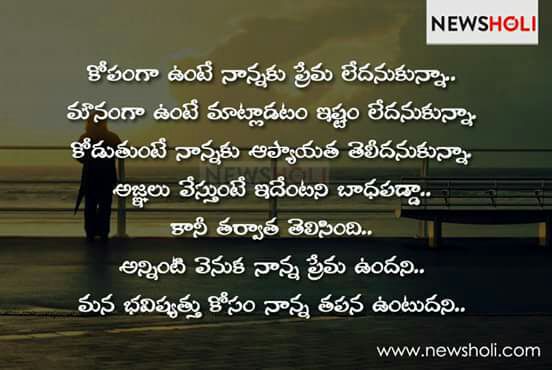 NEWSHOLI
కోపంగా ఉంటే నాన్నకు ప్రేమ లేదనుకున్నా..
మౌనంగా ఉంటే మాట్లాడటం ఇష్టం లేదనుకున్నా.
కోడుతుంటే నాన్నకు ఆప్యాయత తెలీదనుకున్నా.
NEWSHOLI
అజ్ఞలు వేస్తుంటే ఇదేంటని బాధపడ్డా..
కానీ తర్వాత తెలిసింది..
అన్నింటి వెనుక నాన్న ప్రేమ ఉందని..
మన భవిష్యత్తు కోసం నాన్న తపన ఉంటుదని..
www.newsholi.com